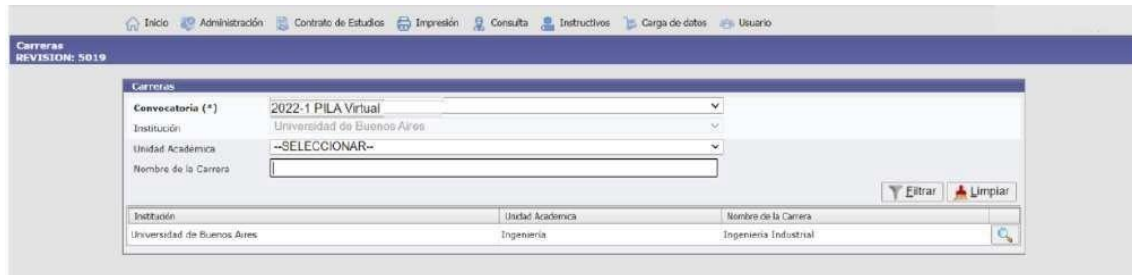 Inicio Administración Contrato de Estudios Impresión Consulta Instructivos Carga de datos Usuario
Carreras
REVISION: 5019
Carreras
Convocatoria (*) 2022-1 PILA Virtual
Institución Universidad de Buenos Aires
Unidad Academica --SELECCIONAR--
Nombre de la Carrera
Filtrar Limpiar
Institución Unidad Academica Nombre de la Carrera
Universidad de Buenos Aires Ingeniería Ingeniería Industrial